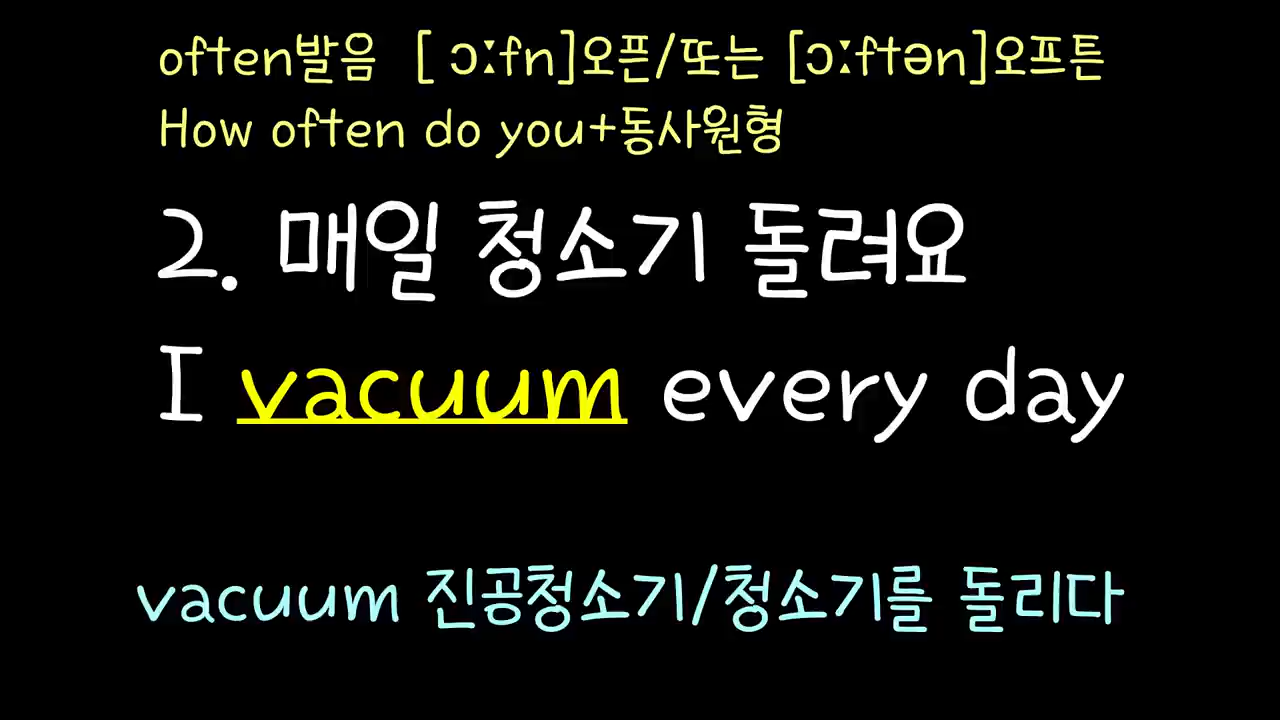 often발음 [ ɔːfn]오픈/또는 [ɔːftən]오프튼
How often do you+동사원형
2. 매일 청소기 돌려요
I vacuum every day
vacuum 진공청소기/청소기를 돌리다